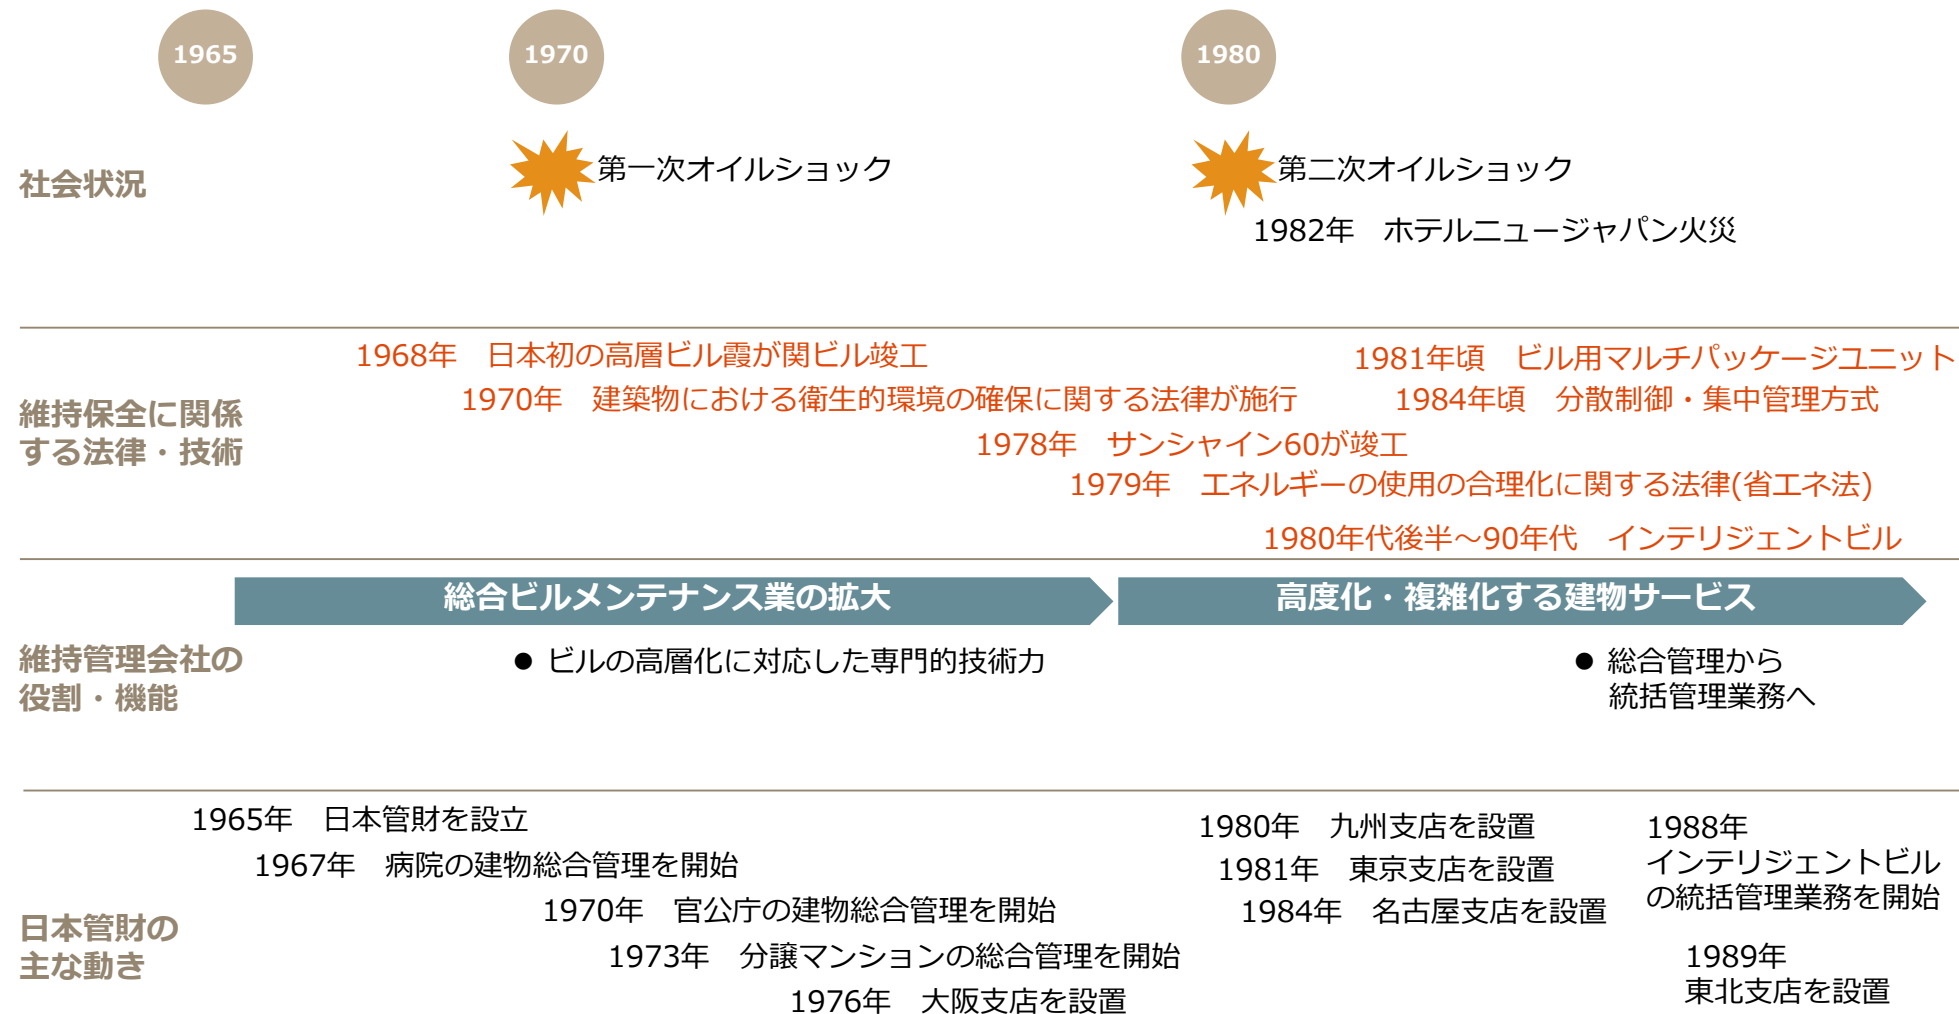 1965
1970
1980
社会状況
第一次オイルショック
第二次オイルショック
1982年　ホテルニュージャパン火災
維持保全に関係
する法律・技術
1968年　日本初の高層ビル霞が関ビル竣工
1970年　建築物における衛生的環境の確保に関する法律が施行
1978年　サンシャイン60が竣工
1979年　エネルギーの使用の合理化に関する法律(省エネ法)
1981年頃　ビル用マルチパッケージユニット
1984年頃　分散制御・集中管理方式
1980年代後半～90年代　インテリジェントビル
維持管理会社の
役割・機能
総合ビルメンテナンス業の拡大
高度化・複雑化する建物サービス
● ビルの高層化に対応した専門的技術力
● 総合管理から
統括管理業務へ
日本管財の
主な動き
1965年　日本管財を設立
1967年　病院の建物総合管理を開始
1970年　官公庁の建物総合管理を開始
1973年　分譲マンションの総合管理を開始
1976年　大阪支店を設置
1980年　九州支店を設置
1981年　東京支店を設置
1984年　名古屋支店を設置
1988年
インテリジェントビル
の統括管理業務を開始
1989年
東北支店を設置